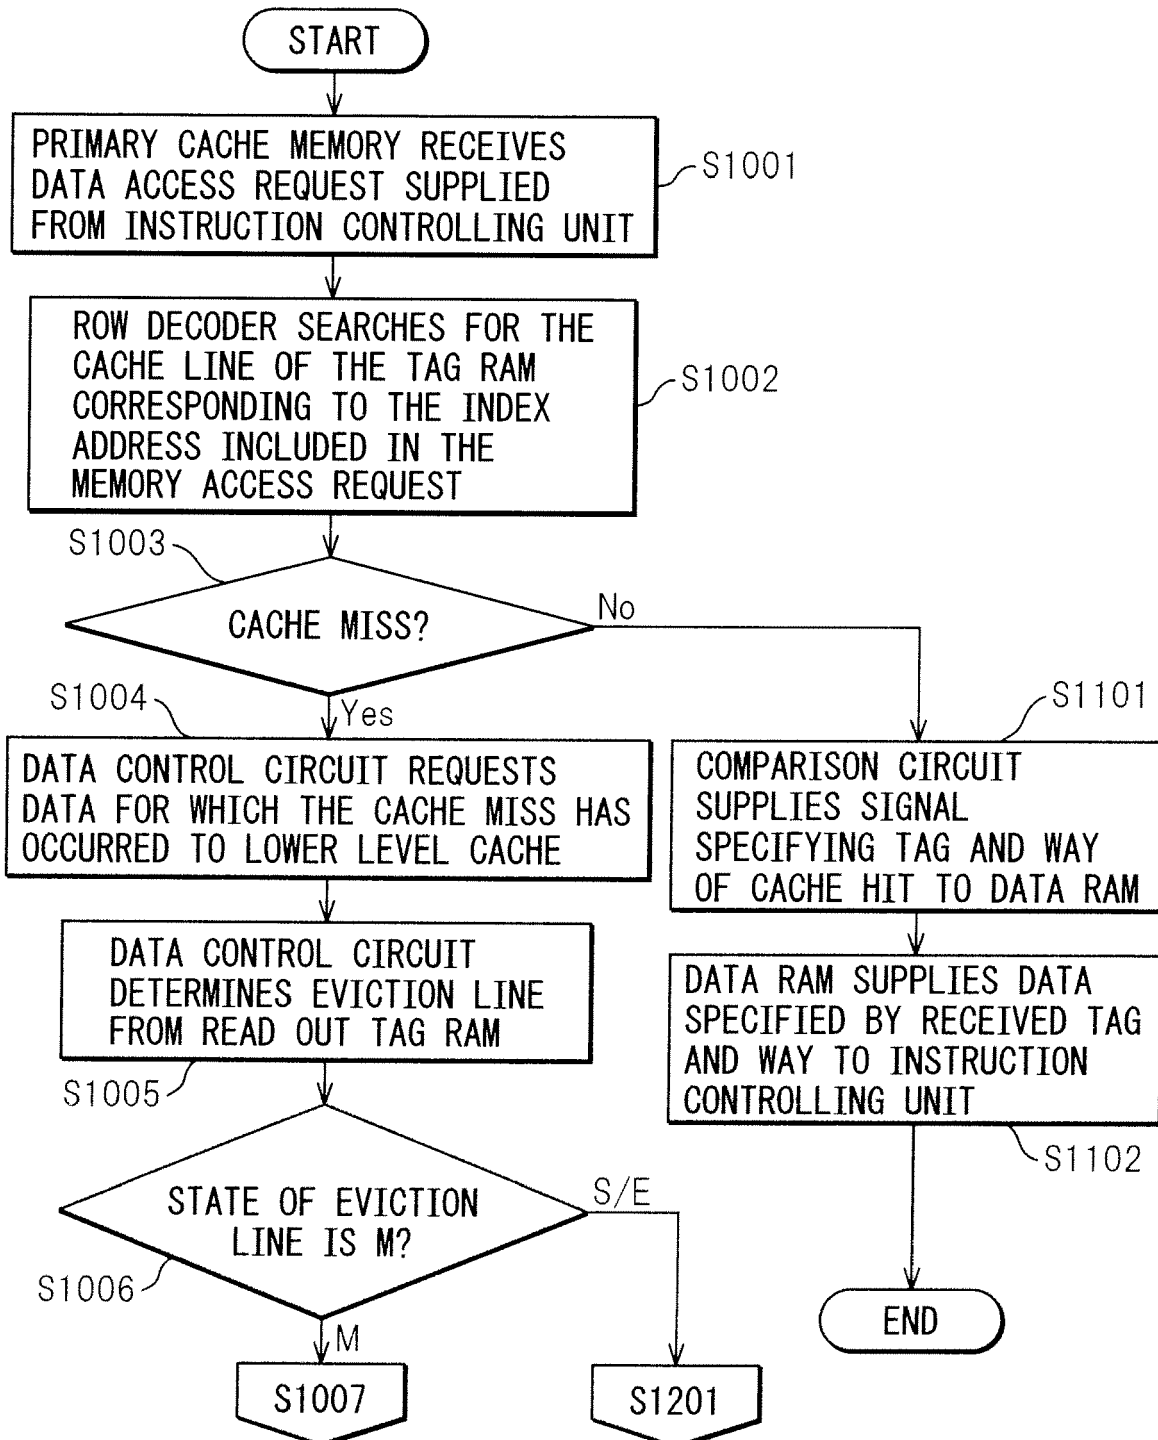 START
PRIMARY CACHE MEMORY RECEIVES
DATA ACCESS REQUEST SUPPLIED
FROM INSTRUCTION CONTROLLING UNIT
S1001
ROW DECODER SEARCHES FOR THE
CACHE LINE OF THE TAG RAM
CORRESPONDING TO THE INDEX
ADDRESS INCLUDED IN THE
MEMORY ACCESS REQUEST
S1002
S1003
CACHE MISS?
No
Yes
S1004
DATA CONTROL CIRCUIT REQUESTS
DATA FOR WHICH THE CACHE MISS HAS
OCCURRED TO LOWER LEVEL CACHE
S1101
COMPARISON CIRCUIT
SUPPLIES SIGNAL
SPECIFYING TAG AND WAY
OF CACHE HIT TO DATA RAM
DATA CONTROL CIRCUIT
DETERMINES EVICTION LINE
FROM READ OUT TAG RAM
S1005
DATA RAM SUPPLIES DATA
SPECIFIED BY RECEIVED TAG
AND WAY TO INSTRUCTION
CONTROLLING UNIT
S1102
STATE OF EVICTION
LINE IS M?
S/E
S1006
M
END
S1007
S1201